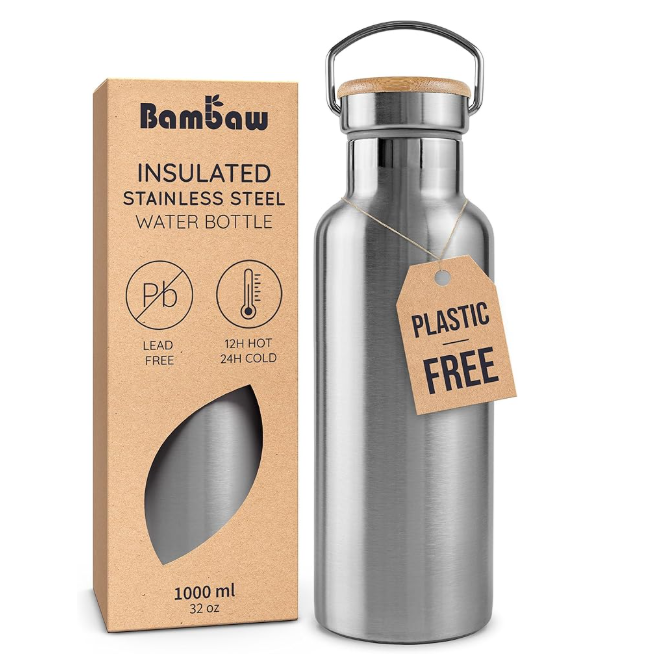 Bambaw
INSULATED
STAINLESS STEEL
WATER BOTTLE
Pb
LEAD
FREE
12H HOT
24H COLD
1000 ml
32 oz
PLASTIC
FREE